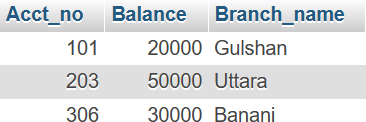 Acct_no Balance Branch_name
101 20000 Gulshan
203 50000 Uttara
306 30000 Banani